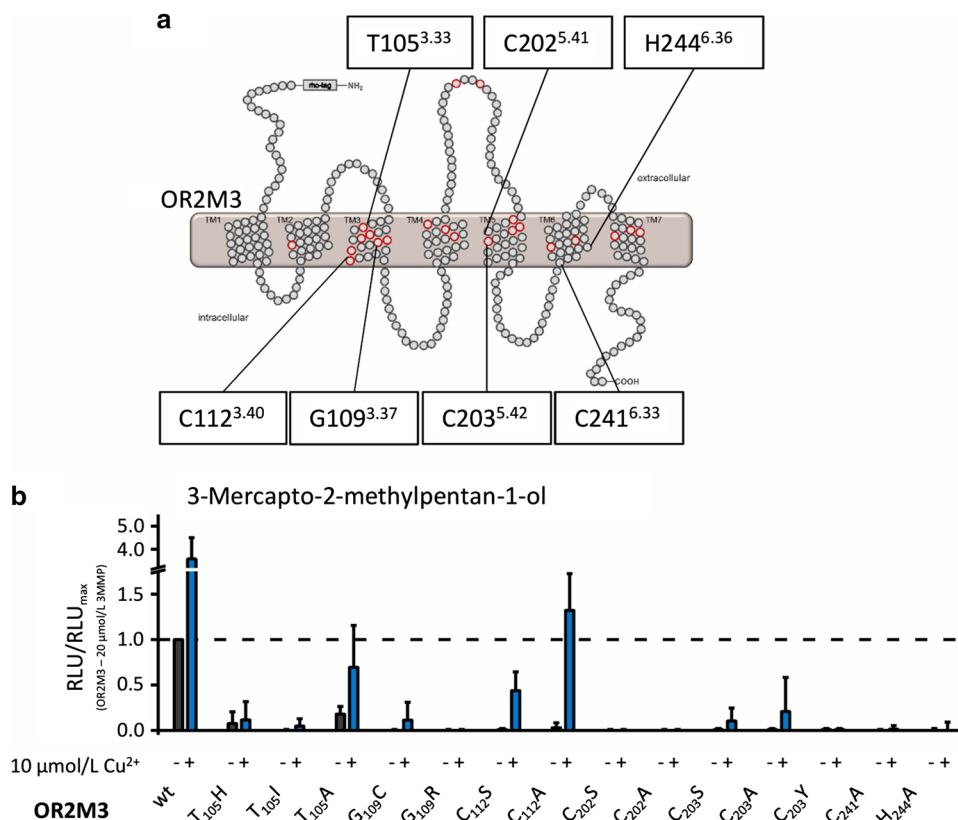 a
T105^3.33 C202^5.41 H244^6.36
rho-tag NH₂
extracellular
OR2M3
TM1 TM2 TM3 TM4 TM5 TM6 TM7
intracellular
COOH
C112^3.40 G109^3.37 C203^5.42 C241^6.33
b
3-Mercapto-2-methylpentan-1-ol
RLU/RLUmax
(OR2M3 – 20 µmol/L 3MMP)
5.0
4.0
1.5
1.0
0.5
0.0
10 µmol/L Cu²⁺ - + - + - + - + - + - + - + - + - + - + - + - + - + - + - +
OR2M3 wt T₁₀₅H T₁₀₅I T₁₀₅A G₁₀₉C G₁₀₉R C₁₁₂S C₁₁₂A C₂₀₂S C₂₀₂A C₂₀₃S C₂₀₃A C₂₀₃Y C₂₄₁A H₂₄₄A